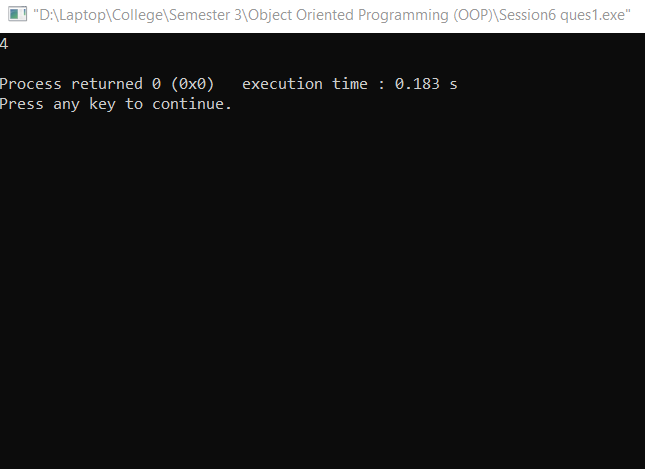 "D:\Laptop\College\Semester 3\Object Oriented Programming (OOP)\Session6 ques1.exe"
4
Process returned 0 (0x0)   execution time : 0.183 s
Press any key to continue.